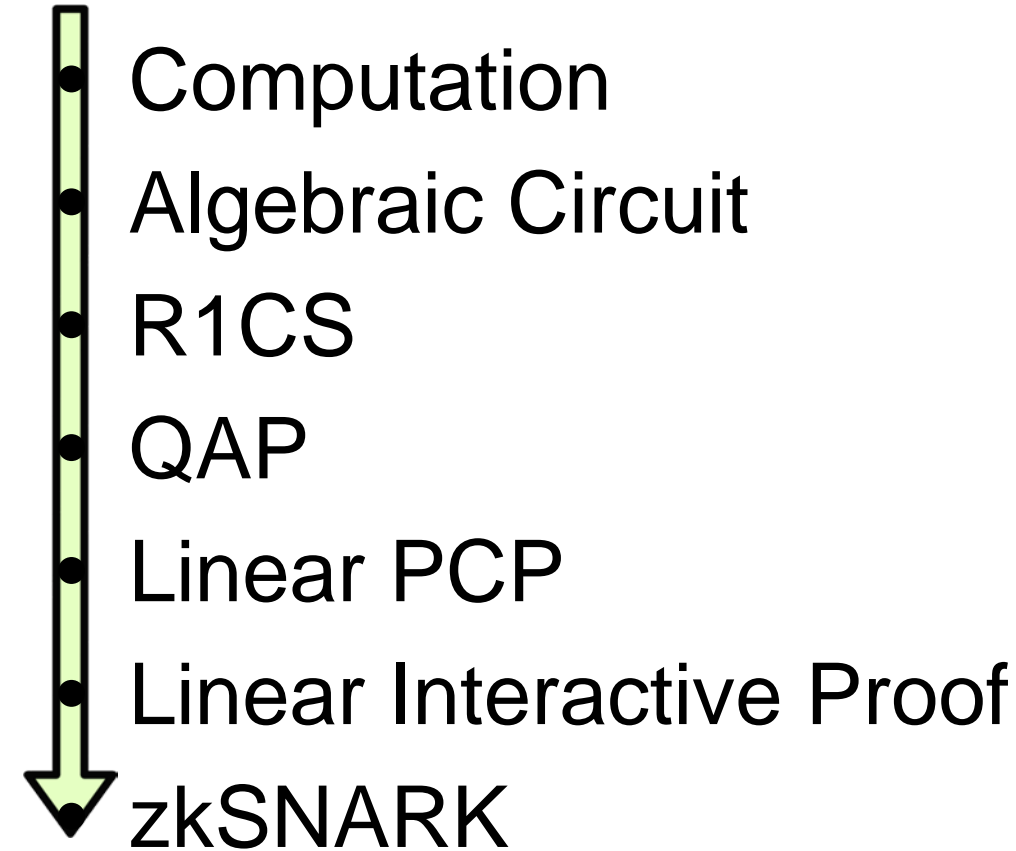 Computation
Algebraic Circuit
R1CS
QAP
Linear PCP
Linear Interactive Proof
zkSNARK